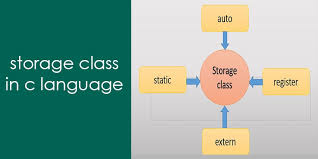 storage class
in c language
auto
static
Storage
class
register
extern